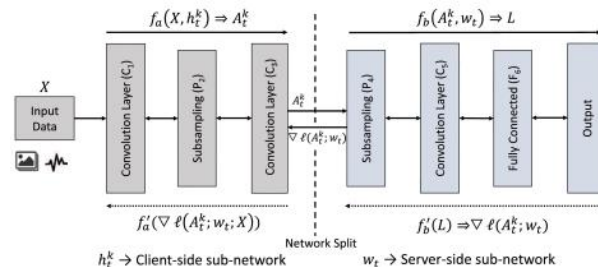 f_a(X, h_t^k) ⇒ A_t^k
f_b(A_t^k, w_t) ⇒ L
X
Input
Data
Convolution Layer (C₁)
Subsampling (P₂)
Convolution Layer (C₃)
A_t^k
∇ ℓ(A_t^k; w_t)
Subsampling (P₄)
Convolution Layer (C₅)
Fully Connected (F₆)
Output
f_a′(∇ ℓ(A_t^k; w_t; X))
f_b′(L) ⇒ ∇ ℓ(A_t^k; w_t)
Network Split
h_t^k → Client-side sub-network
w_t → Server-side sub-network